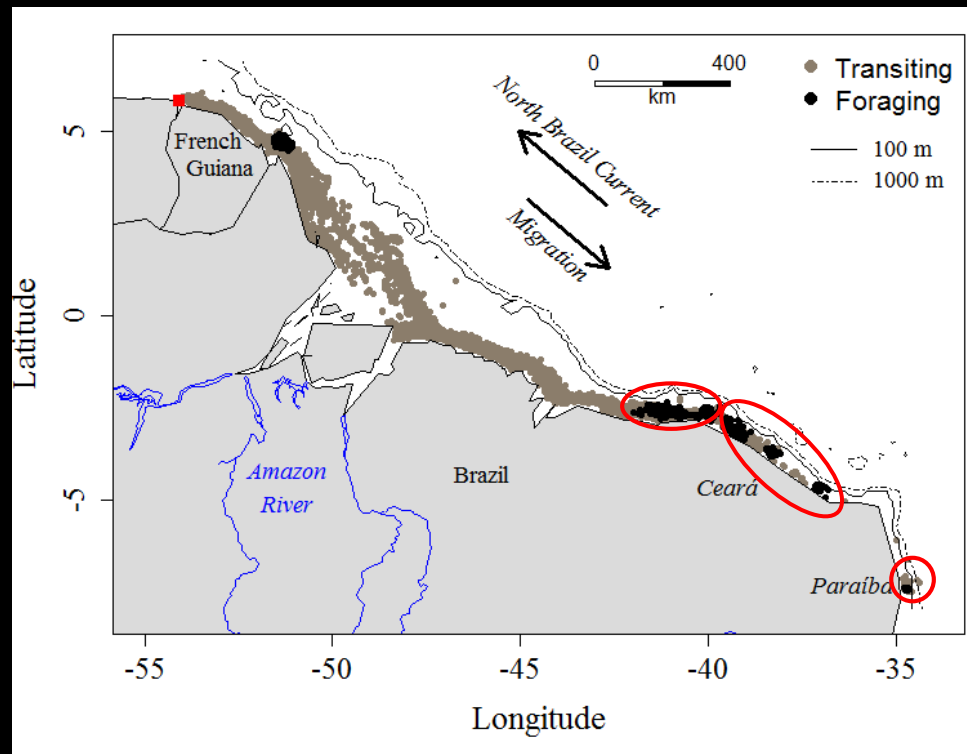 0 400
km
Transiting
Foraging
100 m
1000 m
North Brazil Current
Migration
French
Guiana
Amazon
River
Brazil
Ceará
Paraíba
5
0
-5
Latitude
-55 -50 -45 -40 -35
Longitude